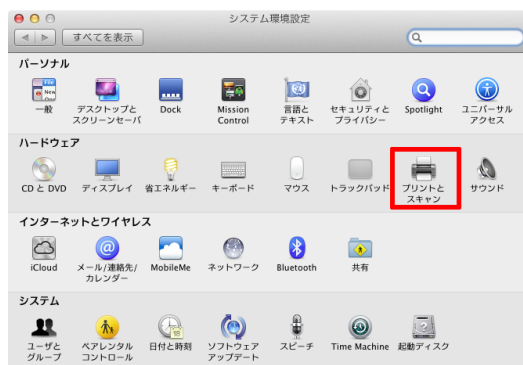 システム環境設定
すべてを表示
パーソナル
File
New
一般
デスクトップと
スクリーンセーバ
Dock
Mission
Control
言語と
テキスト
セキュリティと
プライバシー
Spotlight
ユニバーサル
アクセス
ハードウェア
CD と DVD
ディスプレイ
省エネルギー
キーボード
マウス
トラックパッド
プリントと
スキャン
サウンド
インターネットとワイヤレス
iCloud
メール/連絡先/
カレンダー
MobileMe
ネットワーク
Bluetooth
共有
システム
ユーザと
グループ
ペアレンタル
コントロール
日付と時刻
ソフトウェア
アップデート
スピーチ
Time Machine
起動ディスク